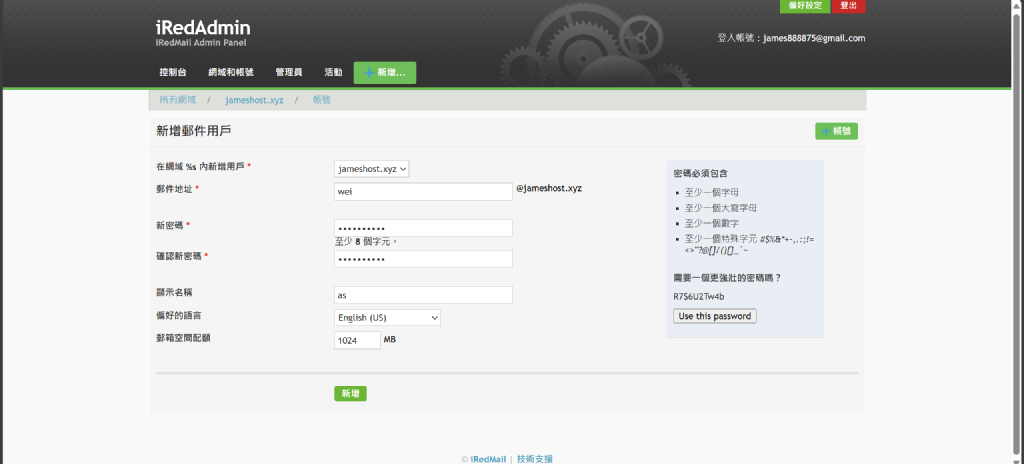 偏好設定 登出
iRedAdmin
iRedMail Admin Panel
登入帳號：james888875@gmail.com
控制台 網域和帳號 管理員 活動 + 新增...
所有網域 / jameshost.xyz / 帳號
新增郵件用戶
+ 帳號
在網域 %s 內新增用戶 *
jameshost.xyz
郵件地址 *
wei
@jameshost.xyz
新密碼 *
••••••••••
至少 8 個字元。
確認新密碼 *
••••••••••
顯示名稱
as
偏好的語言
English (US)
郵箱空間配額
1024 MB
密碼必須包含
至少一個字母
至少一個大寫字母
至少一個數字
至少一個特殊字元 #$%&*+-,.:;!=
<>'"?@[]/(){}_`~
需要一個更強壯的密碼嗎？
R7$6U2Tw4b
Use this password
新增
© iRedMail | 技術支援